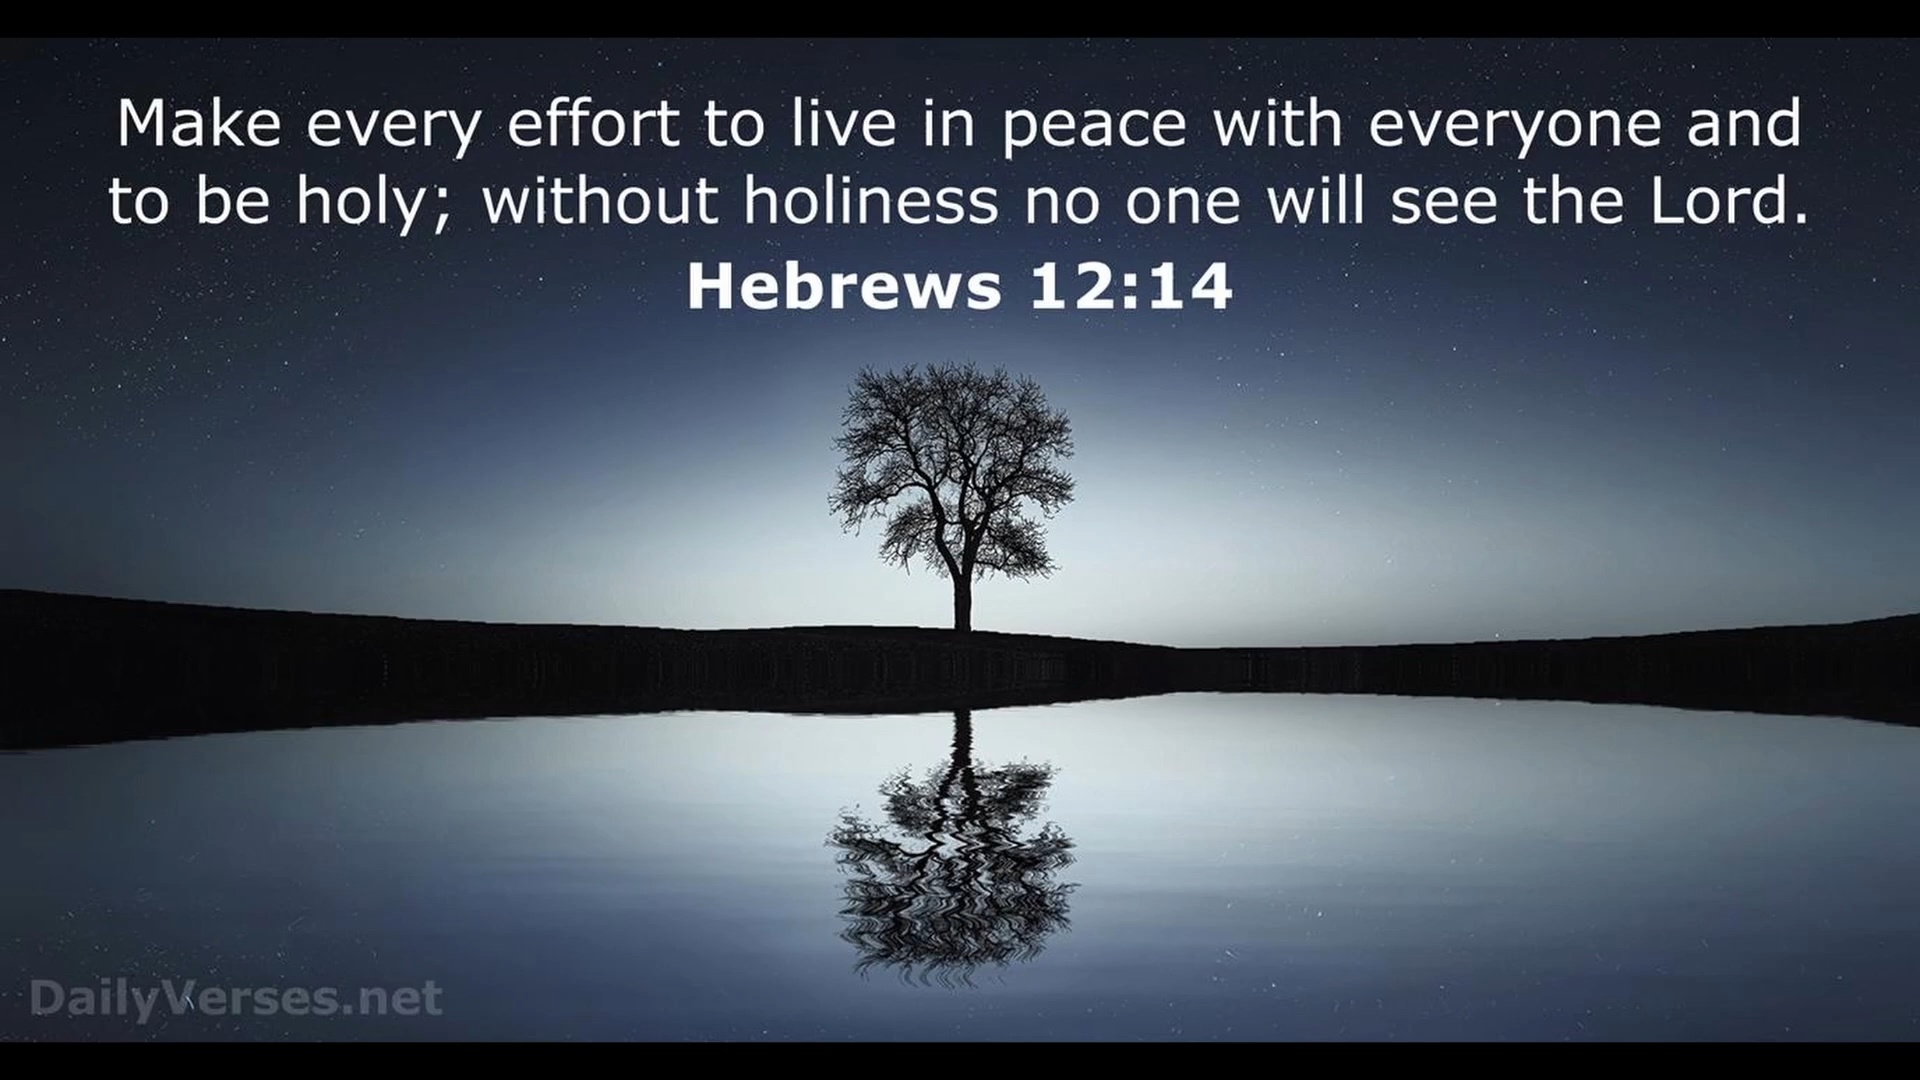 Make every effort to live in peace with everyone and
to be holy; without holiness no one will see the Lord.
Hebrews 12:14
DailyVerses.net